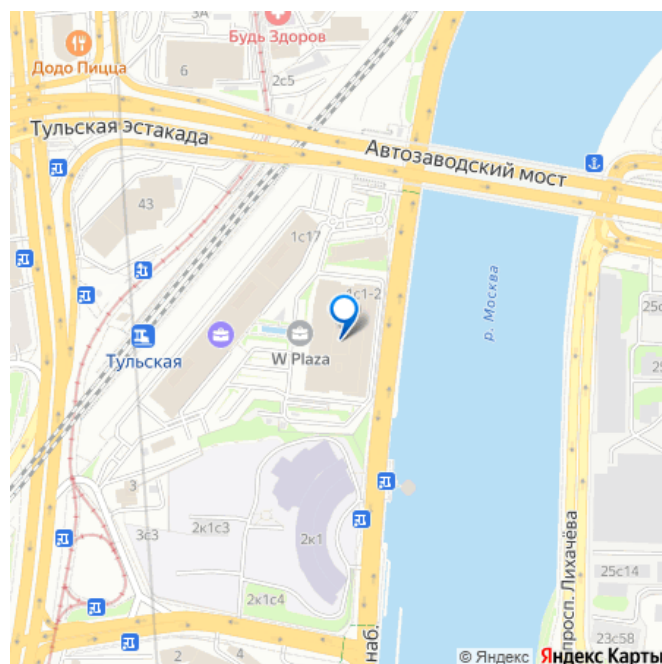 3А
Будь Здоров
Додо Пицца
6
2с5
Тульская эстакада
Автозаводский мост
43
1с17
р. Москва
1с1-2
25с
W Plaza
Тульская
25
3
3с3
2к1с3
2к1
просп. Лихачёва
25с14
2к1с4
наб.
23с58
2
4
© Яндекс Яндекс Карты